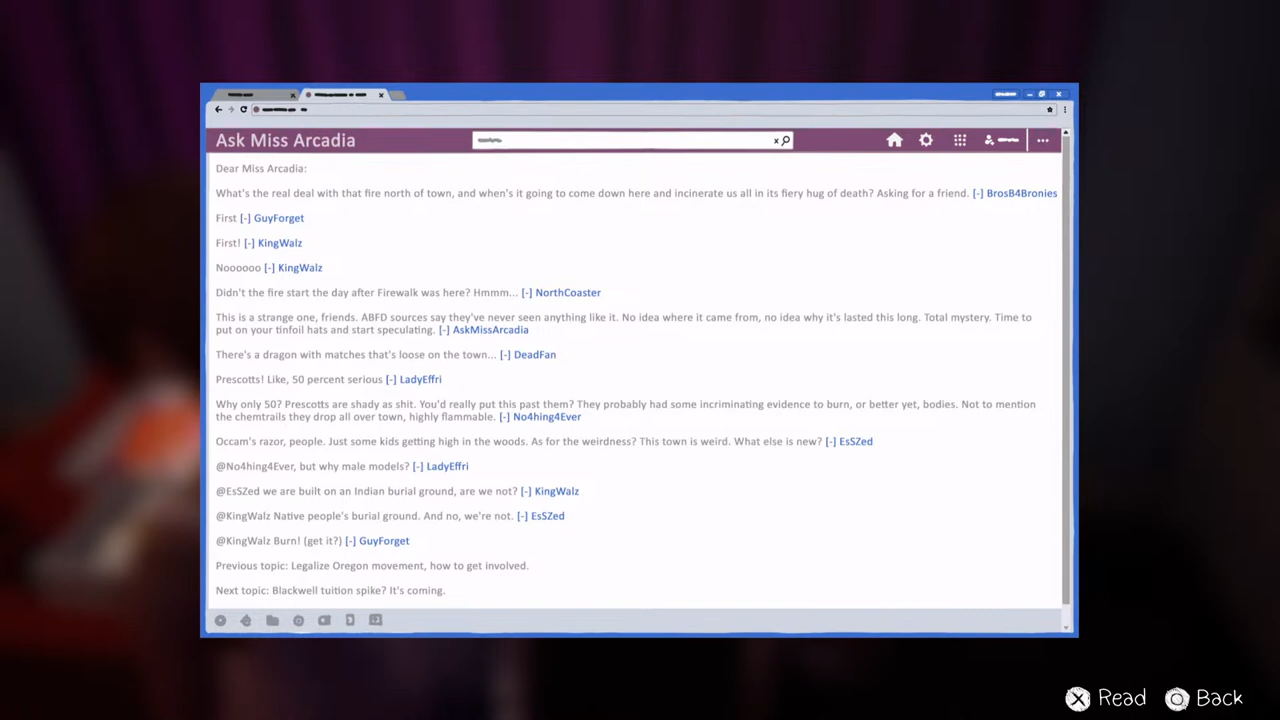 Ask Miss Arcadia
Dear Miss Arcadia:
What's the real deal with that fire north of town, and when's it going to come down here and incinerate us all in its fiery hug of death? Asking for a friend. [-] BrosB4Bronies
First [-] GuyForget
First! [-] KingWalz
Noooooo [-] KingWalz
Didn't the fire start the day after Firewalk was here? Hmmm... [-] NorthCoaster
This is a strange one, friends. ABFD sources say they've never seen anything like it. No idea where it came from, no idea why it's lasted this long. Total mystery. Time to
put on your tinfoil hats and start speculating. [-] AskMissArcadia
There's a dragon with matches that's loose on the town... [-] DeadFan
Prescotts! Like, 50 percent serious [-] LadyEffri
Why only 50? Prescotts are shady as shit. You'd really put this past them? They probably had some incriminating evidence to burn, or better yet, bodies. Not to mention
the chemtrails they drop all over town, highly flammable. [-] No4hing4Ever
Occam's razor, people. Just some kids getting high in the woods. As for the weirdness? This town is weird. What else is new? [-] EsSZed
@No4hing4Ever, but why male models? [-] LadyEffri
@EsSZed we are built on an Indian burial ground, are we not? [-] KingWalz
@KingWalz Native people's burial ground. And no, we're not. [-] EsSZed
@KingWalz Burn! (get it?) [-] GuyForget
Previous topic: Legalize Oregon movement, how to get involved.
Next topic: Blackwell tuition spike? It's coming.
Read Back